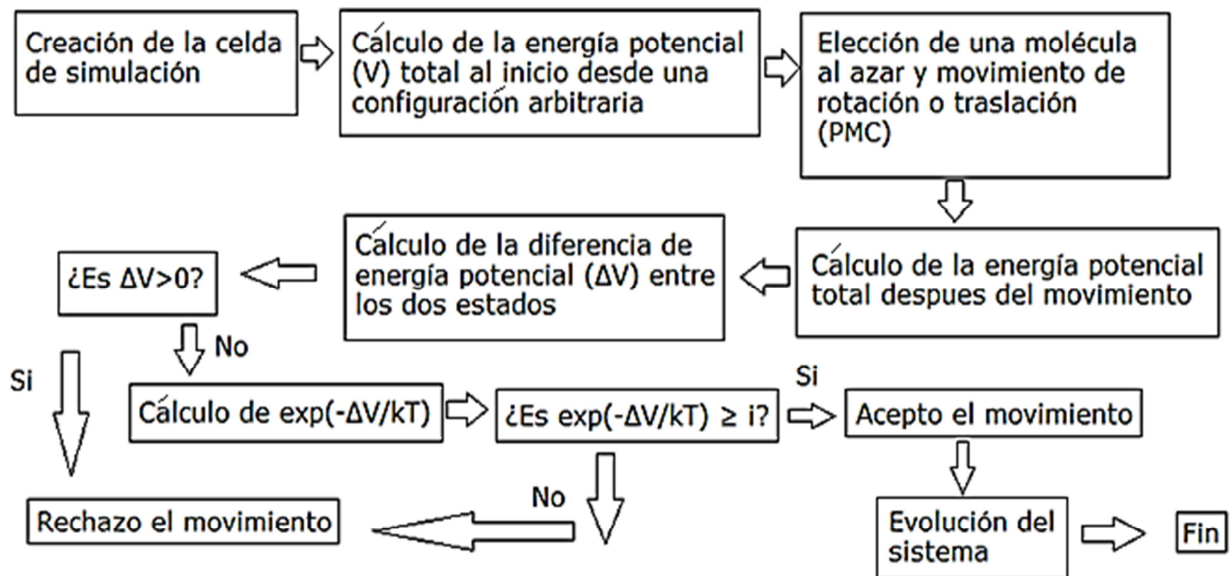 Creación de la celda
de simulación
Cálculo de la energía potencial
(V) total al inicio desde una
configuración arbitraria
Elección de una molécula
al azar y movimiento de
rotación o traslación
(PMC)
Cálculo de la energía potencial
total despues del movimiento
Cálculo de la diferencia de
energía potencial (ΔV) entre
los dos estados
¿Es ΔV>0?
Si
No
Cálculo de exp(-ΔV/kT)
¿Es exp(-ΔV/kT) ≥ i?
Si
Acepto el movimiento
No
Rechazo el movimiento
Evolución del
sistema
Fin